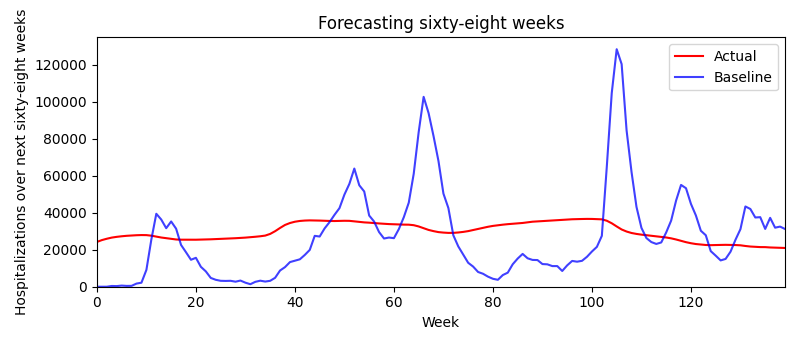 Forecasting sixty-eight weeks
Hospitalizations over next sixty-eight weeks
120000
100000
80000
60000
40000
20000
0
Actual
Baseline
0 20 40 60 80 100 120
Week